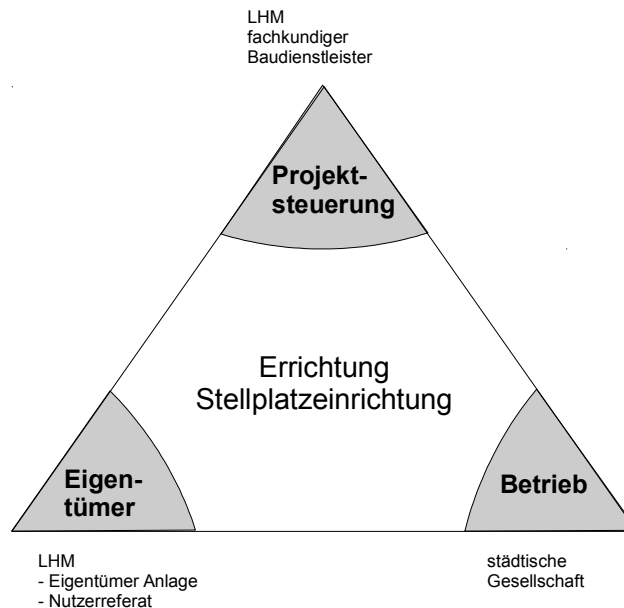 LHM
fachkundiger
Baudienstleister
Projekt-
steuerung
Errichtung
Stellplatzeinrichtung
Eigen-
tümer
Betrieb
LHM
- Eigentümer Anlage
- Nutzerreferat
städtische
Gesellschaft